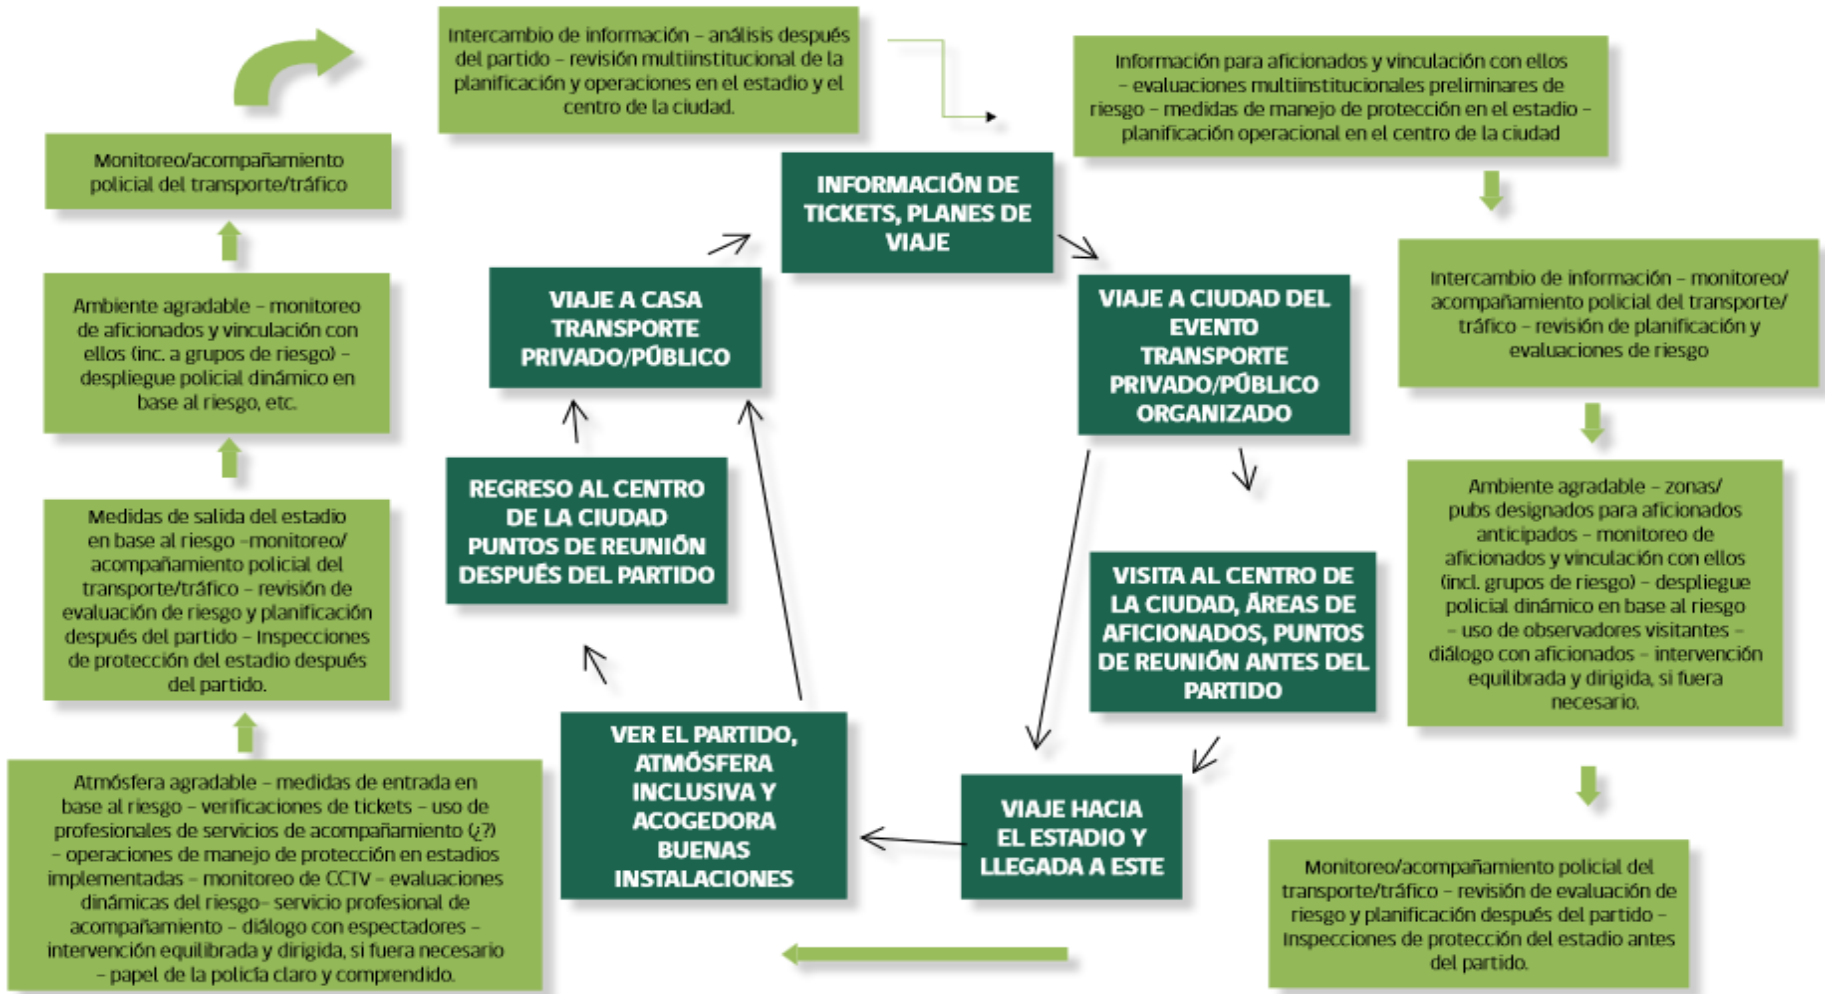 Intercambio de información – análisis después
del partido – revisión multiinstitucional de la
planificación y operaciones en el estadio y el
centro de la ciudad.
Información para aficionados y vinculación con ellos
– evaluaciones multiinstitucionales preliminares de
riesgo – medidas de manejo de protección en el estadio –
planificación operacional en el centro de la ciudad
Intercambio de información – monitoreo/
acompañamiento policial del transporte/
tráfico – revisión de planificación y
evaluaciones de riesgo
Ambiente agradable – zonas/
pubs designados para aficionados
anticipados – monitoreo de
aficionados y vinculación con ellos
(incl. grupos de riesgo) – despliegue
policial dinámico en base al riesgo
– uso de observadores visitantes –
diálogo con aficionados – intervención
equilibrada y dirigida, si fuera
necesario.
Monitoreo/acompañamiento policial del
transporte/tráfico – revisión de evaluación de
riesgo y planificación después del partido –
Inspecciones de protección del estadio antes
del partido.
Atmósfera agradable – medidas de entrada en
base al riesgo – verificaciones de tickets – uso de
profesionales de servicios de acompañamiento (¿?)
– operaciones de manejo de protección en estadios
implementadas – monitoreo de CCTV – evaluaciones
dinámicas del riesgo– servicio profesional de
acompañamiento – diálogo con espectadores –
intervención equilibrada y dirigida, si fuera necesario
– papel de la policía claro y comprendido.
Medidas de salida del estadio
en base al riesgo –monitoreo/
acompañamiento policial del
transporte/tráfico – revisión de
evaluación de riesgo y planificación
después del partido – Inspecciones
de protección del estadio después
del partido.
Ambiente agradable – monitoreo
de aficionados y vinculación con
ellos (inc. a grupos de riesgo) –
despliegue policial dinámico en
base al riesgo, etc.
Monitoreo/acompañamiento
policial del transporte/tráfico
INFORMACIÓN DE
TICKETS, PLANES DE
VIAJE
VIAJE A CIUDAD DEL
EVENTO
TRANSPORTE
PRIVADO/PÚBLICO
ORGANIZADO
VISITA AL CENTRO DE
LA CIUDAD, ÁREAS DE
AFICIONADOS, PUNTOS
DE REUNIÓN ANTES DEL
PARTIDO
VIAJE HACIA
EL ESTADIO Y
LLEGADA A ESTE
VER EL PARTIDO,
ATMÓSFERA
INCLUSIVA Y
ACOGEDORA
BUENAS
INSTALACIONES
REGRESO AL CENTRO
DE LA CIUDAD
PUNTOS DE REUNIÓN
DESPUÉS DEL PARTIDO
VIAJE A CASA
TRANSPORTE
PRIVADO/PÚBLICO